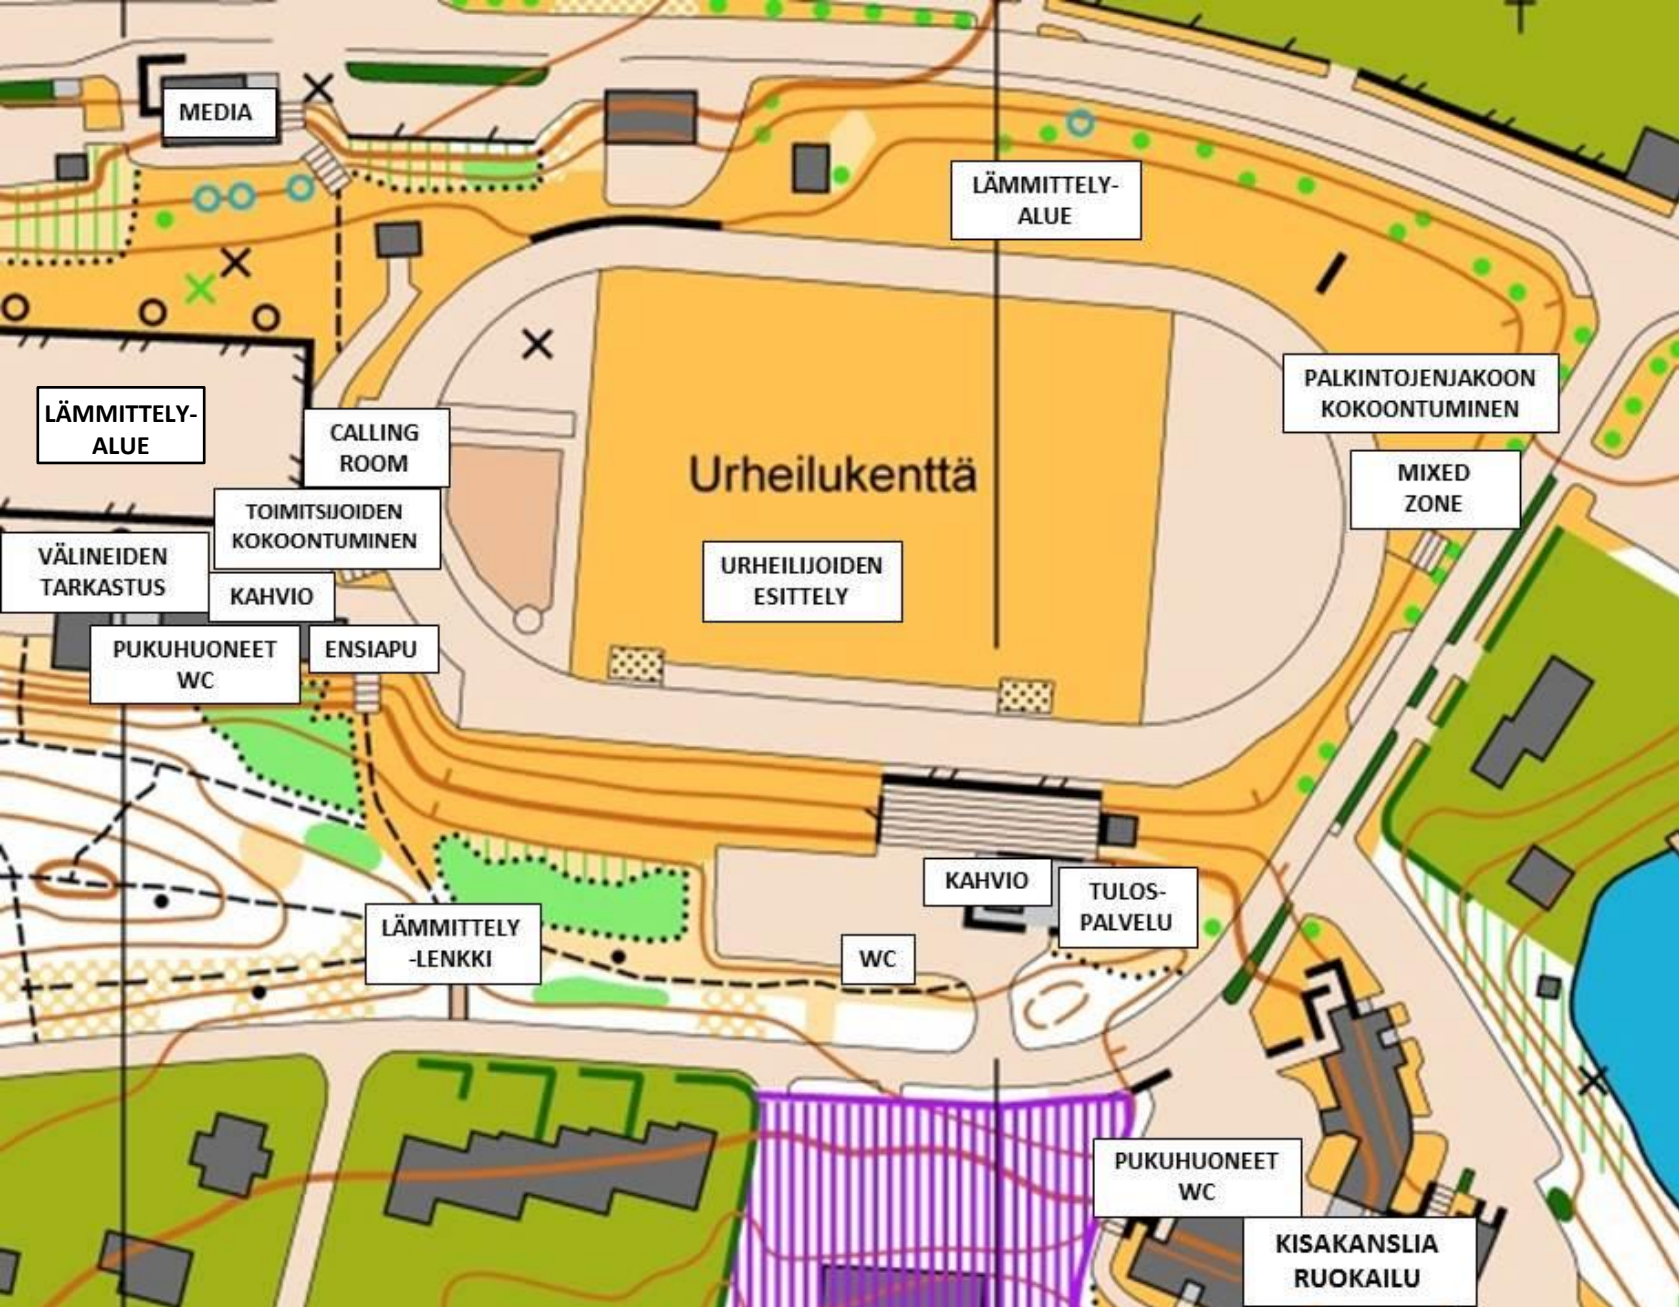 MEDIA
LÄMMITTELY-
ALUE
PALKINTOJENJAKOON
KOKOONTUMINEN
LÄMMITTELY-
ALUE
CALLING
ROOM
Urheilukenttä
MIXED
ZONE
TOIMITSIJOIDEN
KOKOONTUMINEN
VÄLINEIDEN
TARKASTUS
URHEILIJOIDEN
ESITTELY
KAHVIO
PUKUHUONEET
WC
ENSIAPU
KAHVIO
TULOS-
PALVELU
LÄMMITTELY
-LENKKI
WC
PUKUHUONEET
WC
KISAKANSLIA
RUOKAILU